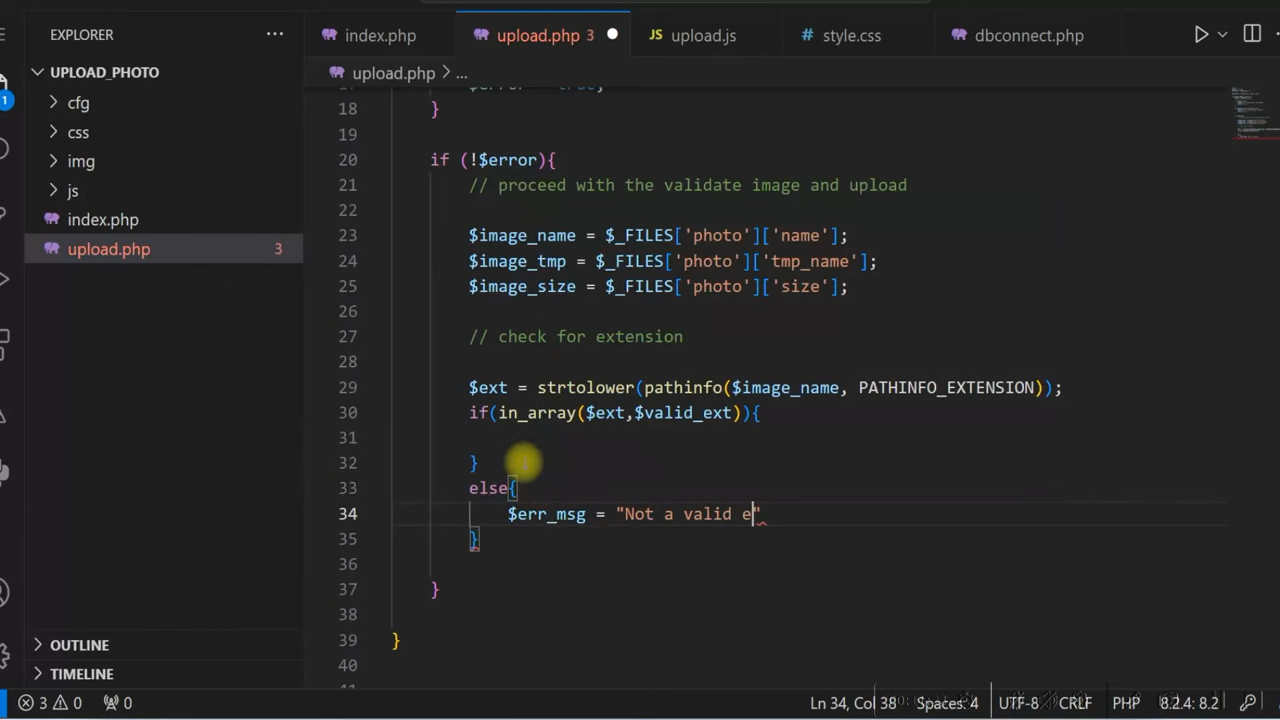 EXPLORER
UPLOAD_PHOTO
cfg
css
img
js
index.php
upload.php 3
OUTLINE
TIMELINE
index.php
upload.php 3
JS upload.js
# style.css
dbconnect.php
upload.php > ...
18 }
19
20 if (!$error){
21 // proceed with the validate image and upload
22
23 $image_name = $_FILES['photo']['name'];
24 $image_tmp = $_FILES['photo']['tmp_name'];
25 $image_size = $_FILES['photo']['size'];
26
27 // check for extension
28
29 $ext = strtolower(pathinfo($image_name, PATHINFO_EXTENSION));
30 if(in_array($ext,$valid_ext)){
31
32 }
33 else{
34 $err_msg = "Not a valid e"
35 }
36
37 }
38
39 }
40
1
3 0 0 Ln 34, Col 38 Spaces: 4 UTF-8 CRLF PHP 8.2.4: 8.2